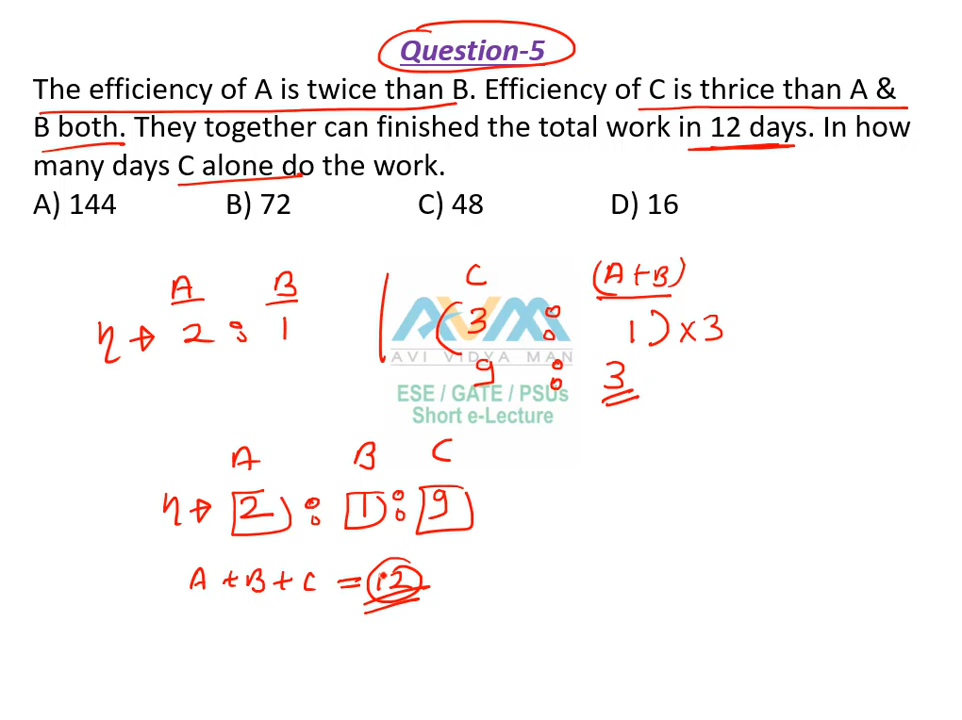 Question-5
The efficiency of A is twice than B. Efficiency of C is thrice than A &
B both. They together can finished the total work in 12 days. In how
many days C alone do the work.
A) 144 B) 72 C) 48 D) 16
A B C (A+B)
η → 2 : 1 (3 : 1) × 3
AVM
AVI VIDYA MAN
9 : 3
ESE / GATE / PSUs
Short e-Lecture
A B C
η → 2 : 1 : 9
A + B + C = 12